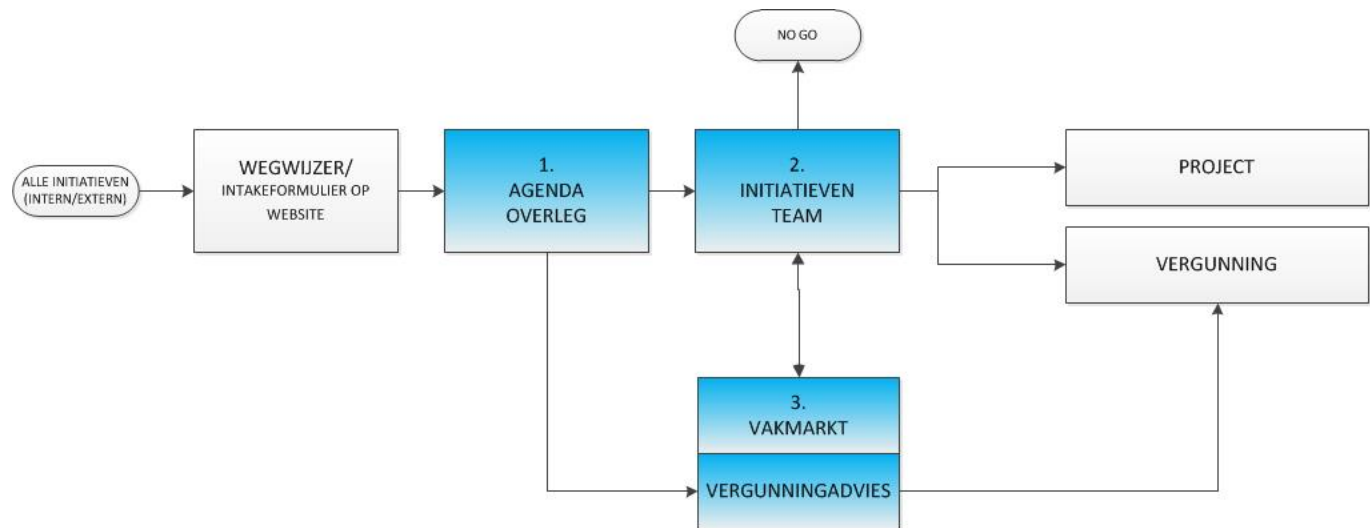 NO GO
ALLE INITIATIEVEN
(INTERN/EXTERN)
WEGWIJZER/
INTAKEFORMULIER OP
WEBSITE
1.
AGENDA
OVERLEG
2.
INITIATIEVEN
TEAM
PROJECT
VERGUNNING
3.
VAKMARKT
VERGUNNINGADVIES